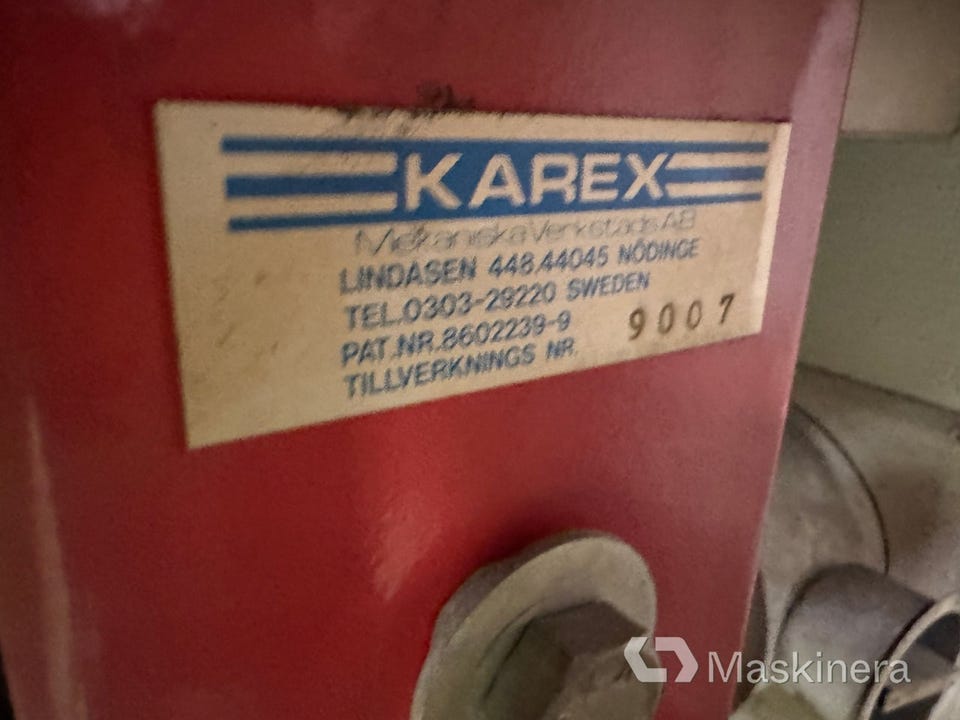 KAREX
Mekaniska Verkstads AB
LINDASEN 448.44045 NÖDINGE
TEL.0303-29220 SWEDEN
PAT.NR.8602239-9
TILLVERKNINGS NR. 9007
Maskinera